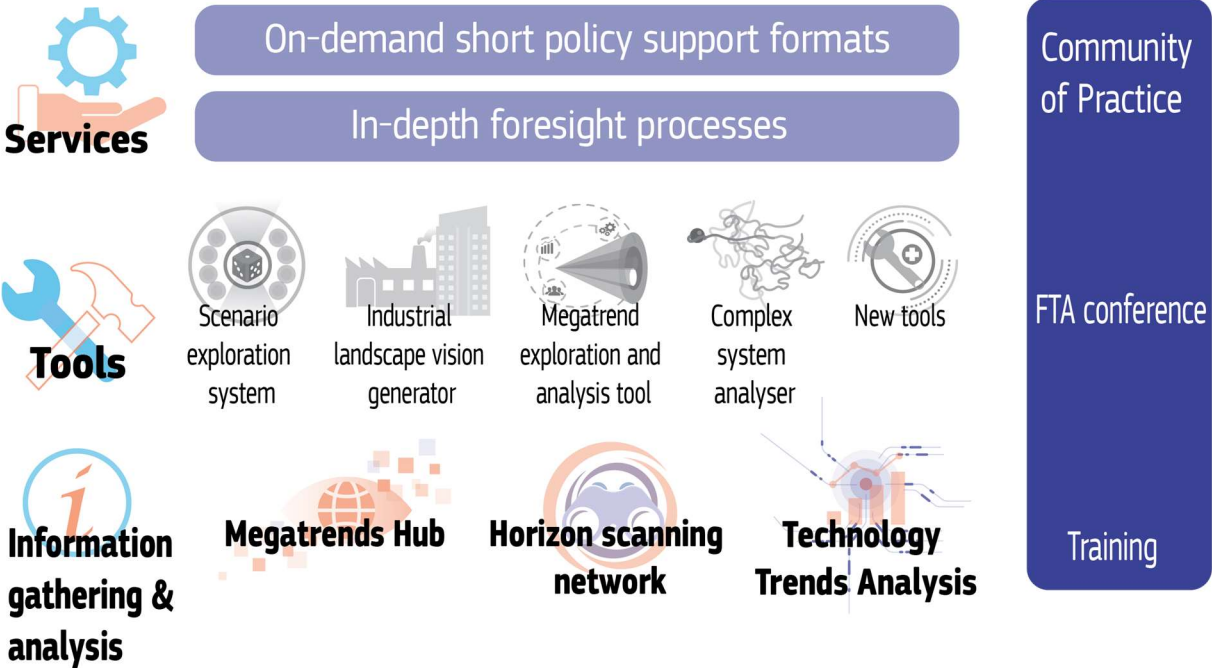 Services
On-demand short policy support formats
In-depth foresight processes
Community
of Practice
Tools
Scenario
exploration
system
Industrial
landscape vision
generator
Megatrend
exploration and
analysis tool
Complex
system
analyser
New tools
FTA conference
i
Information
gathering &
analysis
Megatrends Hub
Horizon scanning
network
Technology
Trends Analysis
Training